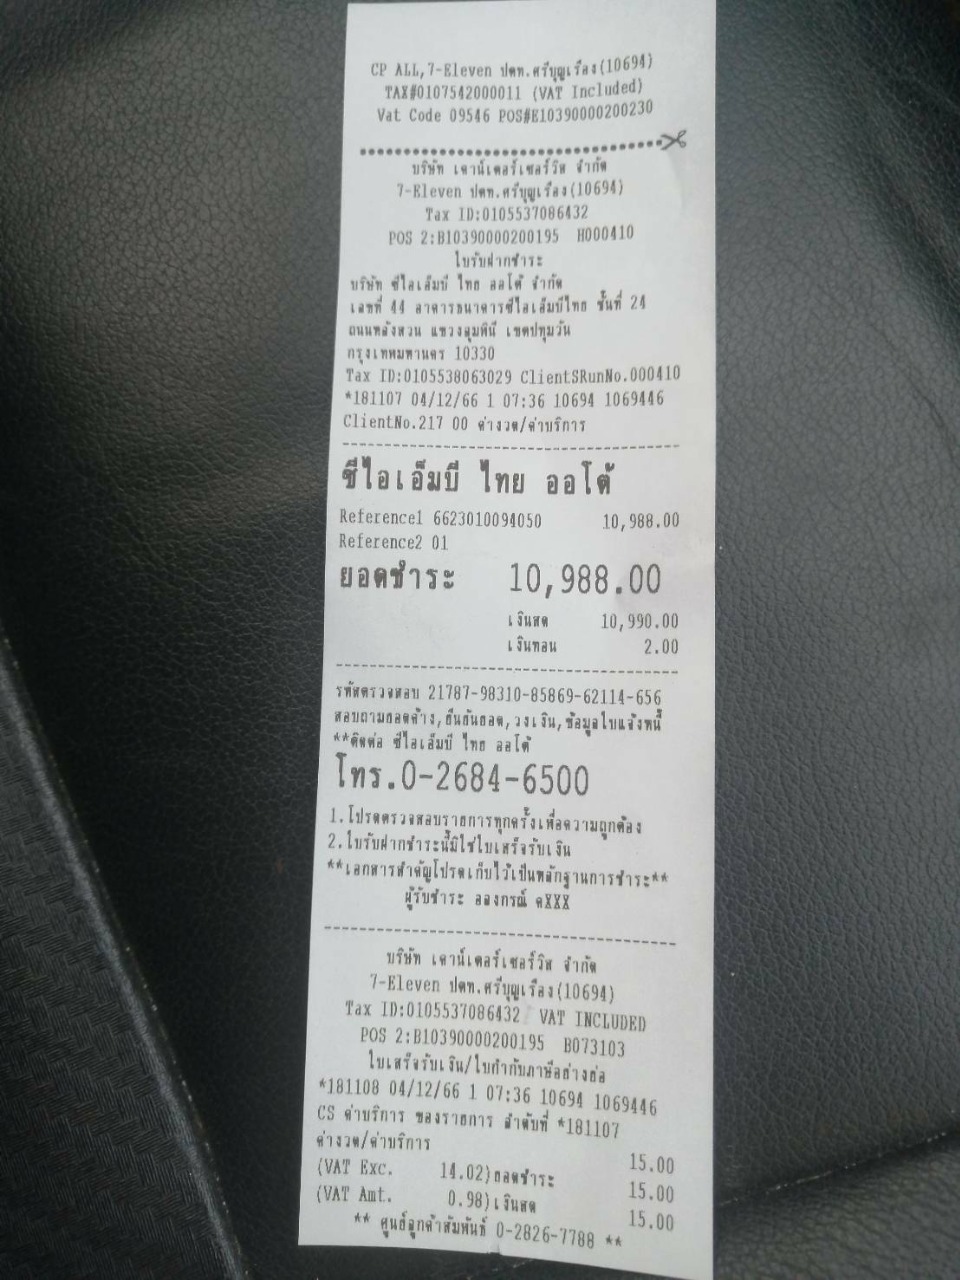 CP ALL,7-Eleven ปตท.ศรีบุญเรือง(10694)
TAX#0107542000011 (VAT Included)
Vat Code 09546 POS#E10390000200230
บริษัท เคาน์เตอร์เซอร์วิส จำกัด
7-Eleven ปตท.ศรีบุญเรือง(10694)
Tax ID:0105537086432
POS 2:B10390000200195 H000410
ใบรับฝากชำระ
บริษัท ซีไอเอ็มบี ไทย ออโต้ จำกัด
เลขที่ 44 อาคารธนาคารซีไอเอ็มบีไทย ชั้นที่ 24
ถนนหลังสวน แขวงลุมพินี เขตปทุมวัน
กรุงเทพมหานคร 10330
Tax ID:0105538063029 ClientSRunNo.000410
*181107 04/12/66 1 07:36 10694 1069446
ClientNo.217 00 ค่างวด/ค่าบริการ
ซีไอเอ็มบี ไทย ออโต้
Reference1 6623010094050 10,988.00
Reference2 01
ยอดชำระ 10,988.00
เงินสด 10,990.00
เงินทอน 2.00
รหัสตรวจสอบ 21787-98310-85869-62114-656
สอบถามยอดค้าง,ยืนยันยอด,วงเงิน,ข้อมูลใบแจ้งหนี้
**ติดต่อ ซีไอเอ็มบี ไทย ออโต้
โทร.0-2684-6500
1.โปรดตรวจสอบรายการทุกครั้งเพื่อความถูกต้อง
2.ใบรับฝากชำระนี้มิใช่ใบเสร็จรับเงิน
**เอกสารสำคัญโปรดเก็บไว้เป็นหลักฐานการชำระ**
ผู้รับชำระ อลงกรณ์ คXXX
บริษัท เคาน์เตอร์เซอร์วิส จำกัด
7-Eleven ปตท.ศรีบุญเรือง(10694)
Tax ID:0105537086432 VAT INCLUDED
POS 2:B10390000200195 B073103
ใบเสร็จรับเงิน/ใบกำกับภาษีอย่างย่อ
*181108 04/12/66 1 07:36 10694 1069446
CS ค่าบริการ ของรายการ ลำดับที่ *181107
ค่างวด/ค่าบริการ 15.00
(VAT Exc. 14.02)ยอดชำระ 15.00
(VAT Amt. 0.98)เงินสด 15.00
** ศูนย์ลูกค้าสัมพันธ์ 0-2826-7788 **